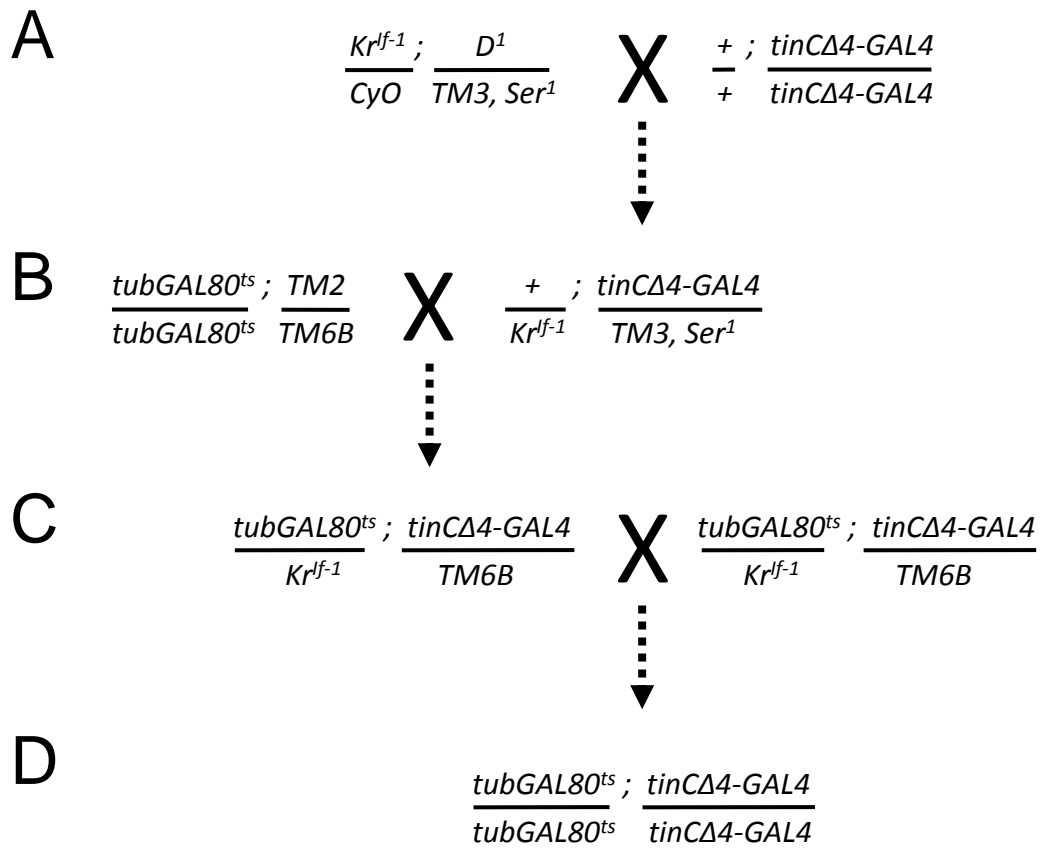 A
Kr^If-1 ; D^1 X + ; tinCΔ4-GAL4
CyO TM3, Ser^1 + tinCΔ4-GAL4
B
tubGAL80^ts ; TM2 X + ; tinCΔ4-GAL4
tubGAL80^ts TM6B Kr^If-1 TM3, Ser^1
C
tubGAL80^ts ; tinCΔ4-GAL4 X tubGAL80^ts ; tinCΔ4-GAL4
Kr^If-1 TM6B Kr^If-1 TM6B
D
tubGAL80^ts ; tinCΔ4-GAL4
tubGAL80^ts tinCΔ4-GAL4